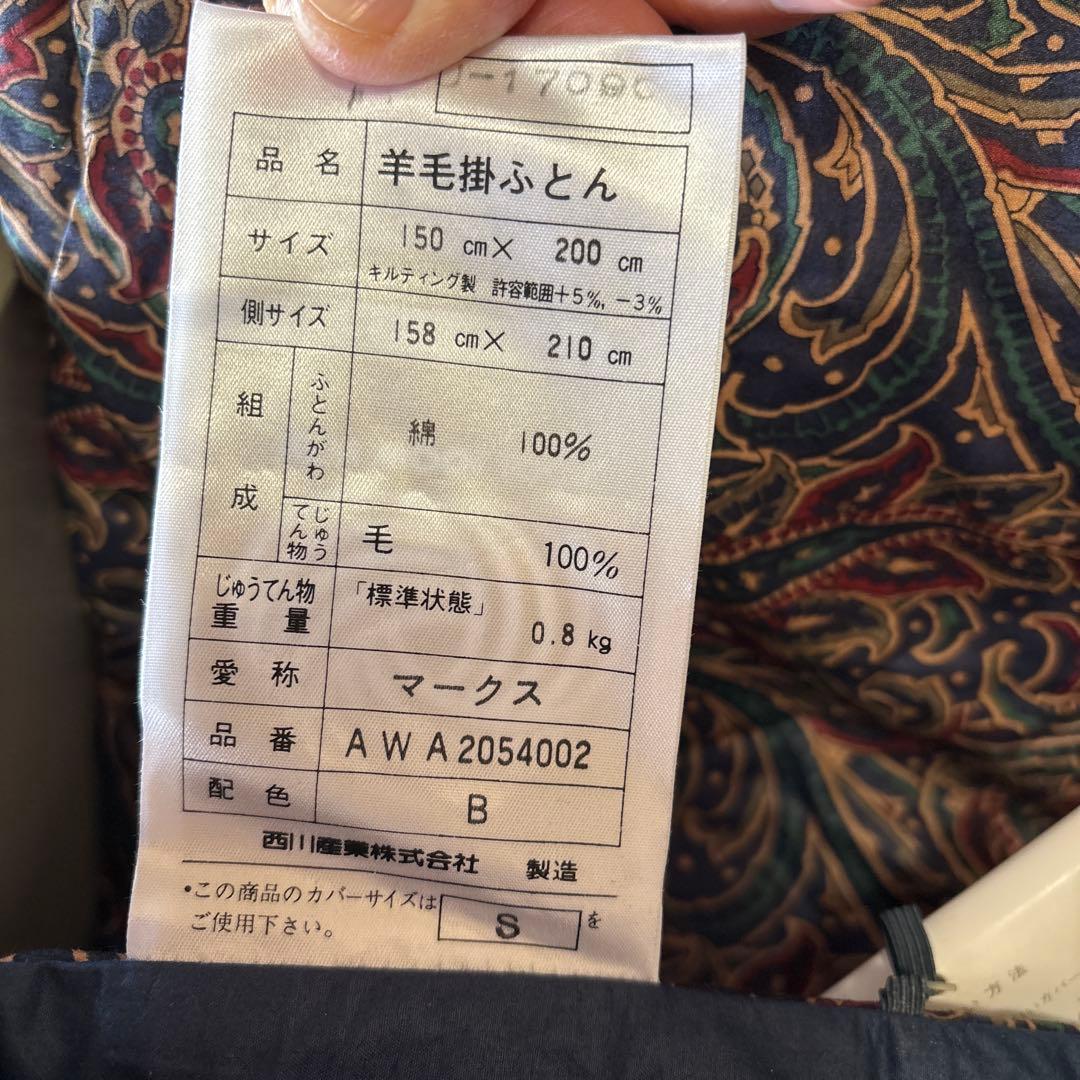 品名 羊毛掛ふとん
サイズ 150 cm× 200 cm
キルティング製 許容範囲+5%, -3%
側サイズ 158 cm× 210 cm
組成 ふとんがわ 綿 100%
じゅうてん物 毛 100%
じゅうてん物重量 「標準状態」 0.8 kg
愛称 マークス
品番 AWA2054002
配色 B
西川産業株式会社 製造
•この商品のカバーサイズは S を
ご使用下さい。
方法